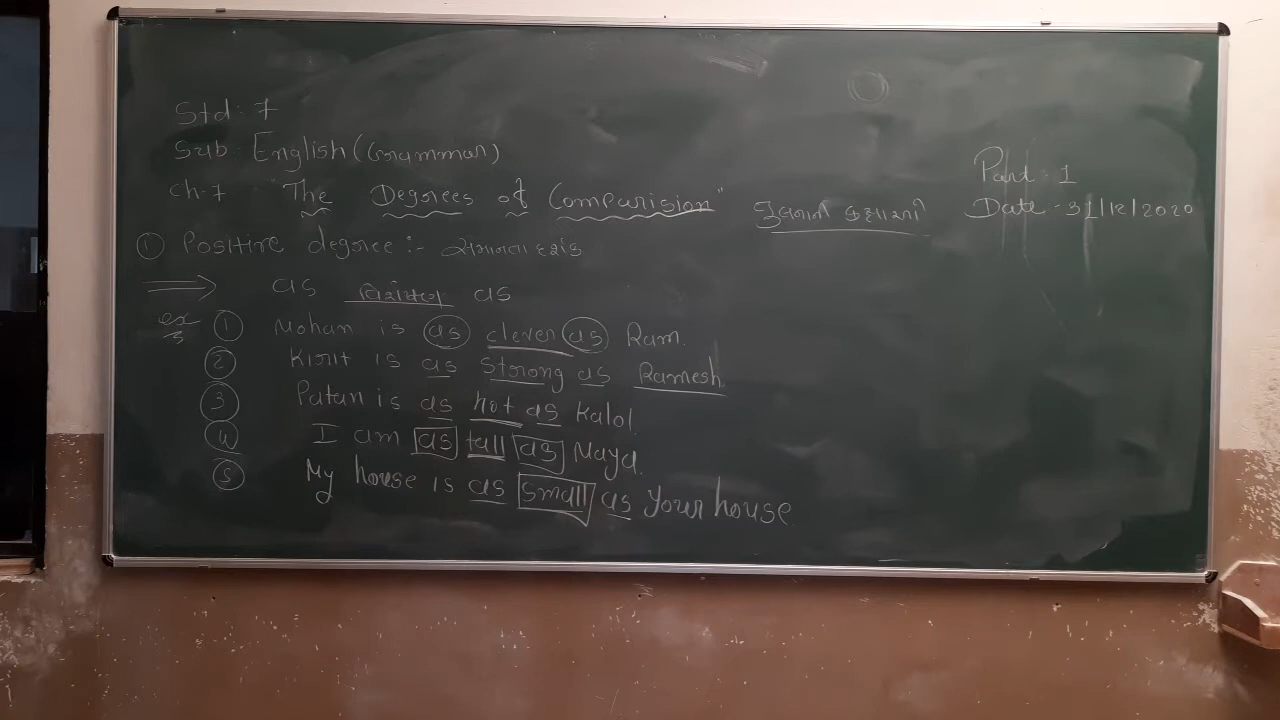 Std: 7
Sub: English (Grammar)
Part: 1
Ch-7 "The Degrees of Comparision" તુલનાની કક્ષાઓની
Date - 31/12/2020
① Positive degree :- સમાનતા દર્શક
⇒ as વિશેષણ as
ex ① Mohan is as clever as Ram.
② Kirit is as strong as Ramesh
③ Patan is as hot as Kalol.
④ I am as tall as Maya.
⑤ My house is as small as your house